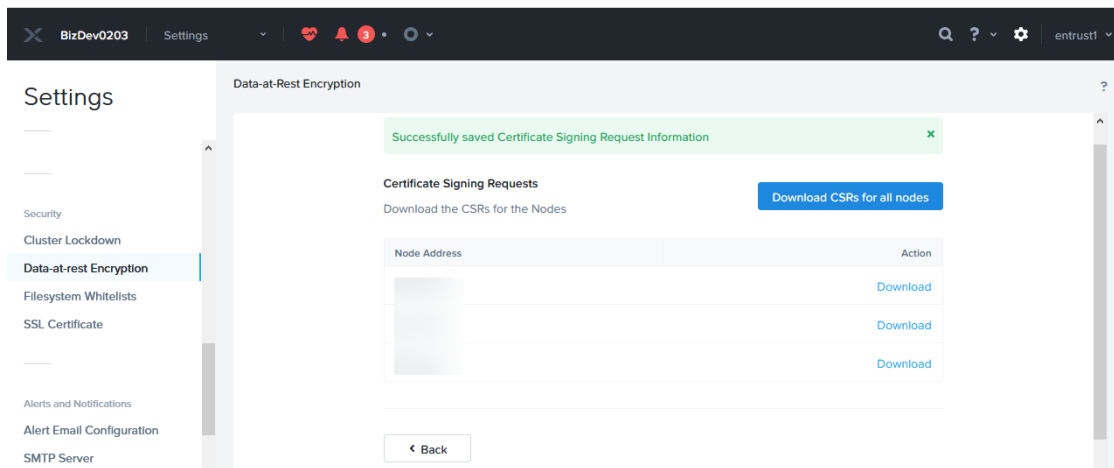 BizDev0203 Settings 3 ? entrust1
Settings
Data-at-Rest Encryption ?
Successfully saved Certificate Signing Request Information ×
Certificate Signing Requests
Download the CSRs for the Nodes
Download CSRs for all nodes
Security
Cluster Lockdown
Data-at-rest Encryption
Filesystem Whitelists
SSL Certificate
Node Address Action
Download
Download
Download
Alerts and Notifications
Alert Email Configuration
SMTP Server
Back